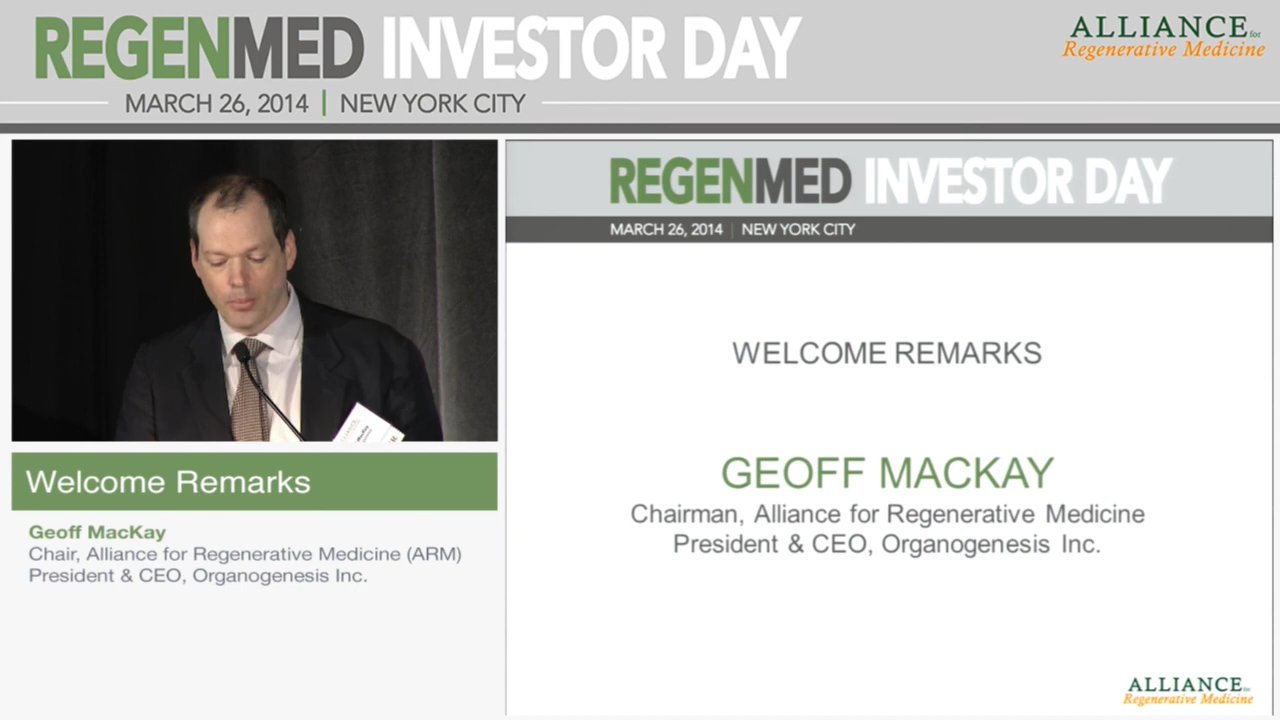 REGENMED INVESTOR DAY
MARCH 26, 2014 | NEW YORK CITY
ALLIANCE for
Regenerative Medicine
Welcome Remarks
Geoff MacKay
Chair, Alliance for Regenerative Medicine (ARM)
President & CEO, Organogenesis Inc.
REGENMED INVESTOR DAY
MARCH 26, 2014 | NEW YORK CITY
WELCOME REMARKS
GEOFF MACKAY
Chairman, Alliance for Regenerative Medicine
President & CEO, Organogenesis Inc.
ALLIANCE for
Regenerative Medicine